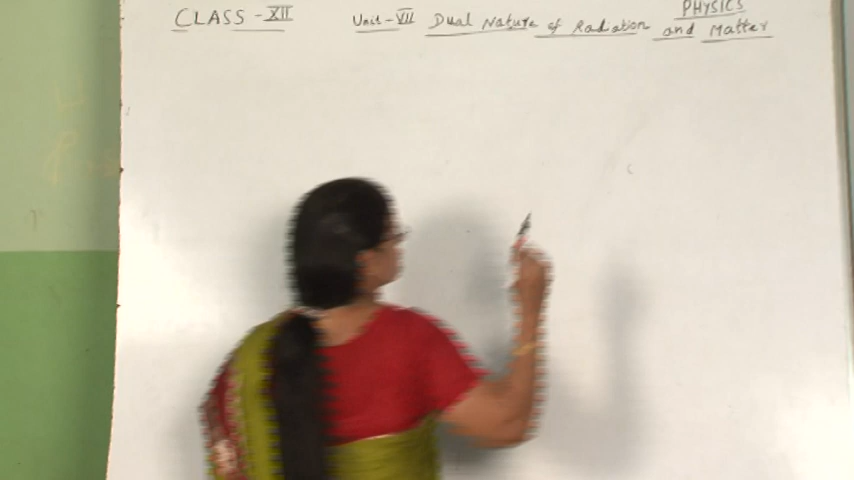 PHYSICS
CLASS - XII Unit - VII Dual Nature of Radiation and Matter